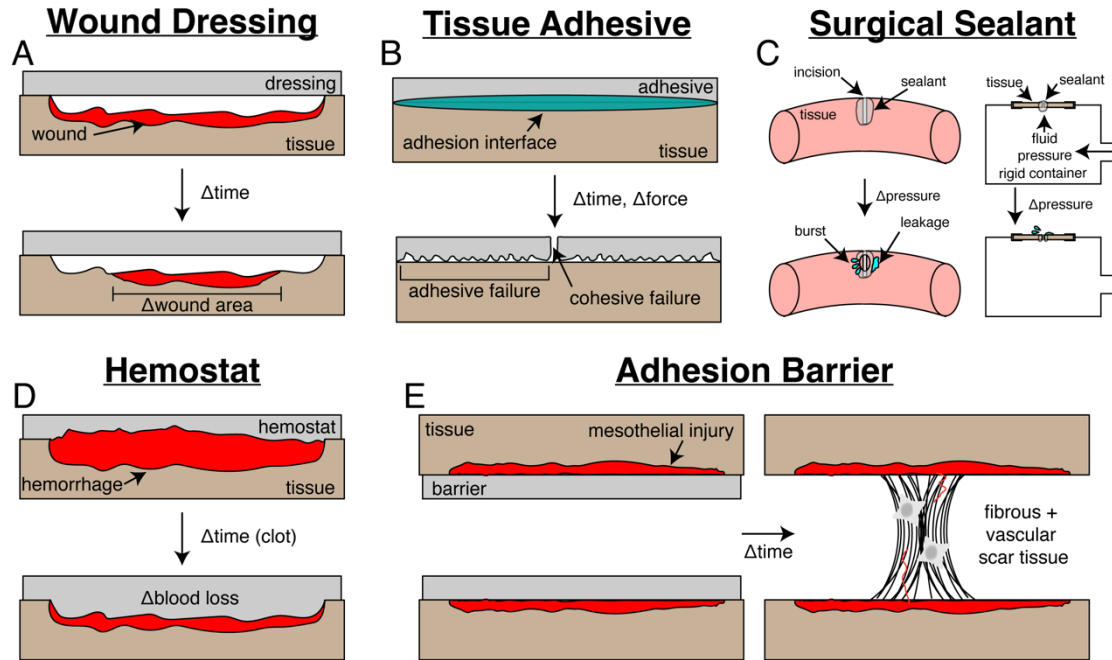 Wound Dressing
A
dressing
wound
tissue
Δtime
Δwound area
Tissue Adhesive
B
adhesive
adhesion interface
tissue
Δtime, Δforce
adhesive failure
cohesive failure
Surgical Sealant
C
incision
sealant
tissue
Δpressure
burst
leakage
tissue
sealant
fluid
pressure
rigid container
Δpressure
Hemostat
D
hemostat
hemorrhage
tissue
Δtime (clot)
Δblood loss
Adhesion Barrier
E
tissue
mesothelial injury
barrier
Δtime
fibrous +
vascular
scar tissue